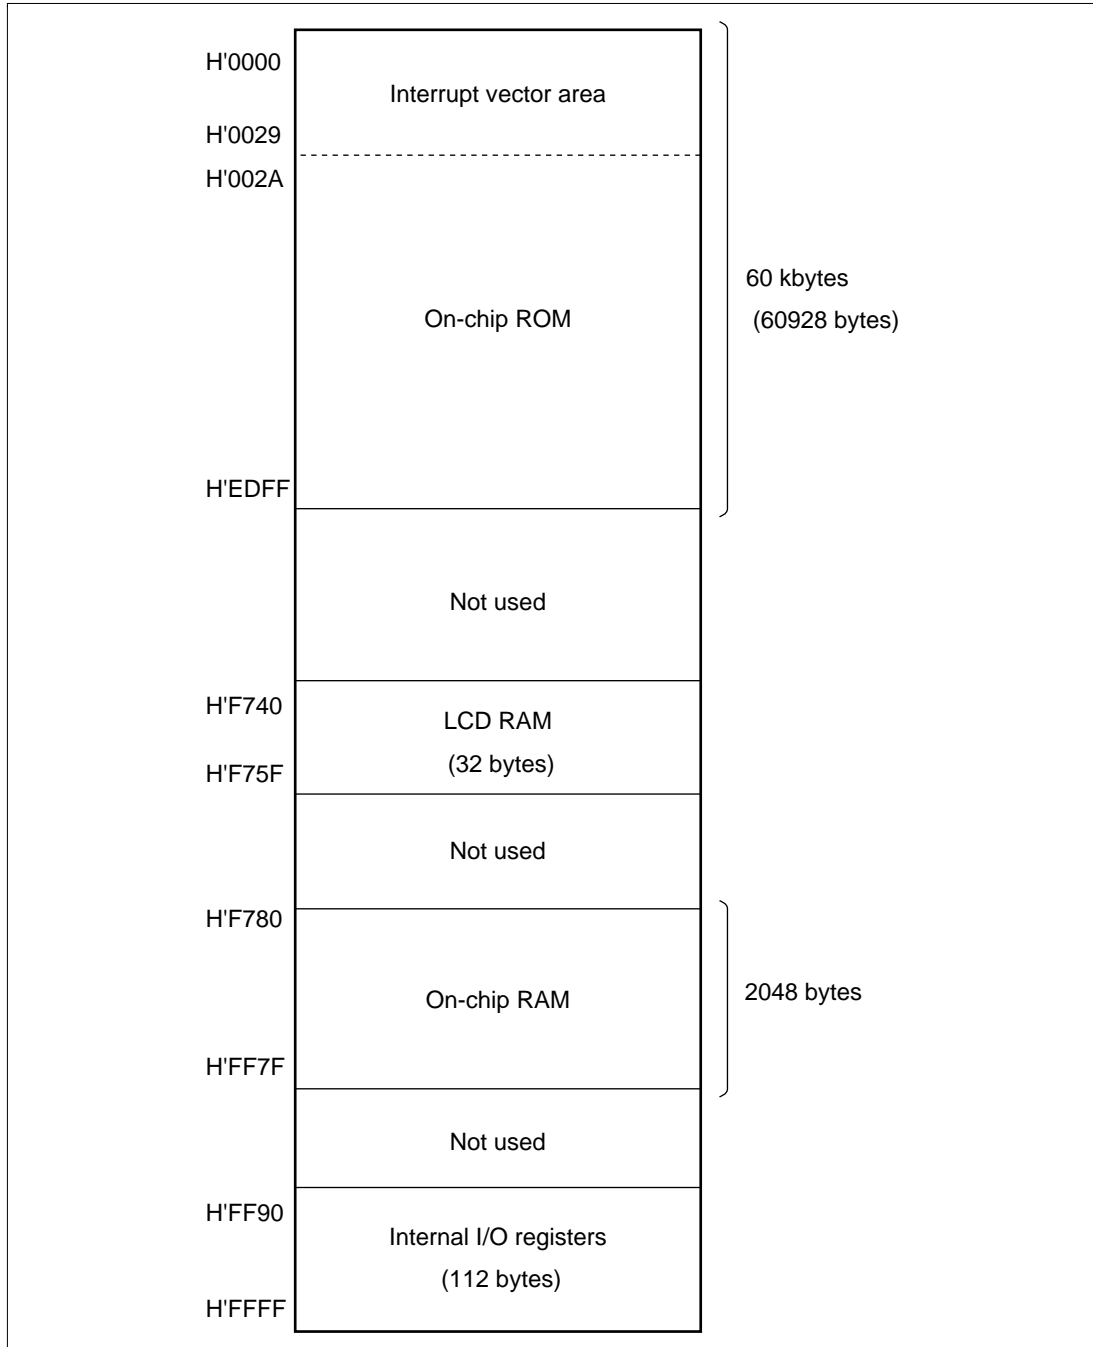 H'0000
Interrupt vector area
H'0029
H'002A
60 kbytes
On-chip ROM
(60928 bytes)
H'EDFF
Not used
H'F740
LCD RAM
(32 bytes)
H'F75F
Not used
H'F780
On-chip RAM
2048 bytes
H'FF7F
Not used
H'FF90
Internal I/O registers
(112 bytes)
H'FFFF